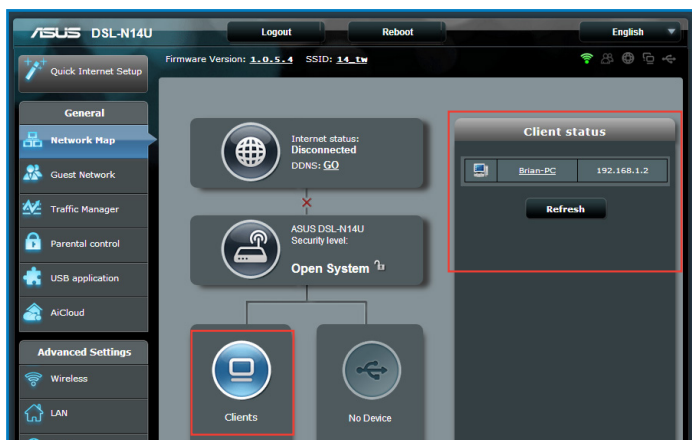 ASUS DSL-N14U
Logout
Reboot
English
Quick Internet Setup
Firmware Version: 1.0.5.4 SSID: 14_tw
General
Network Map
Guest Network
Traffic Manager
Parental control
USB application
AiCloud
Advanced Settings
Wireless
LAN
Internet status:
Disconnected
DDNS: GO
ASUS DSL-N14U
Security level:
Open System
Clients
No Device
Client status
Brian-PC 192.168.1.2
Refresh